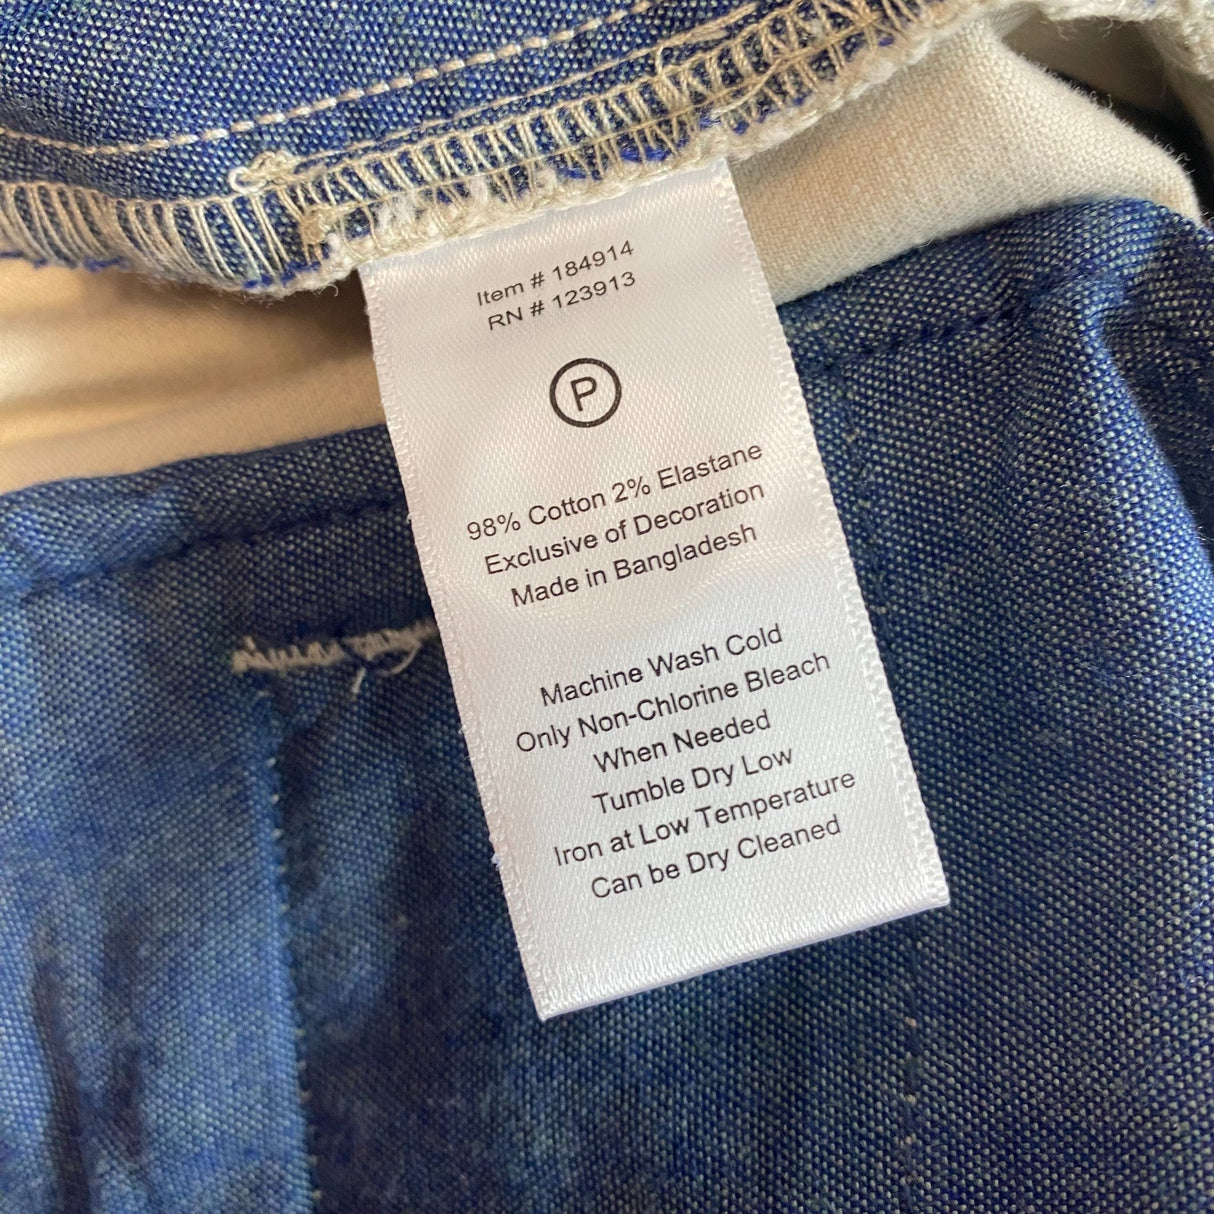 Item # 184914
RN # 123913
P
98% Cotton 2% Elastane
Exclusive of Decoration
Made in Bangladesh
Machine Wash Cold
Only Non-Chlorine Bleach
When Needed
Tumble Dry Low
Iron at Low Temperature
Can be Dry Cleaned